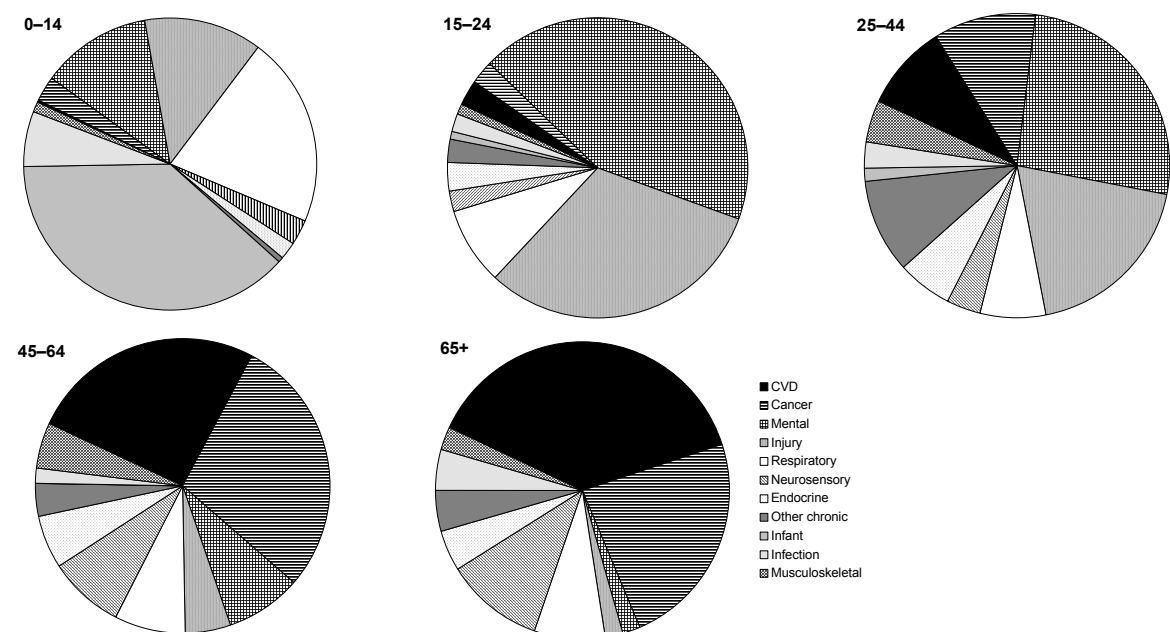 0–14
15–24
25–44
45–64
65+
CVD
Cancer
Mental
Injury
Respiratory
Neurosensory
Endocrine
Other chronic
Infant
Infection
Musculoskeletal